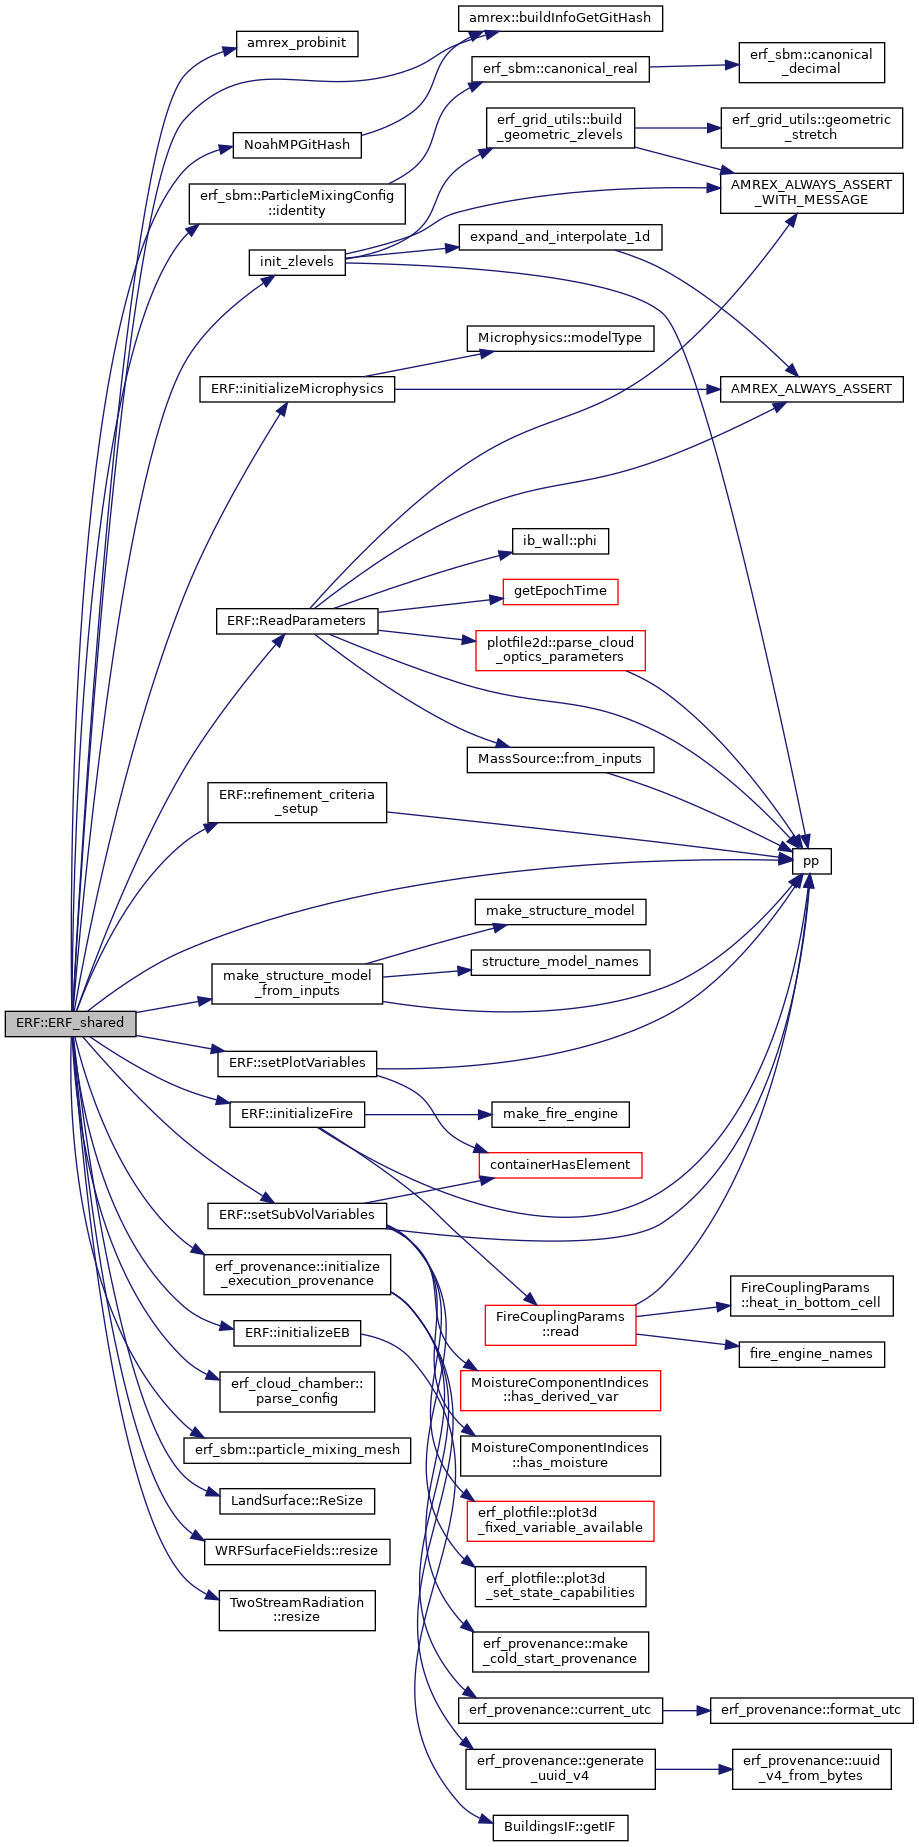 amrex::buildInfoGetGitHash
amrex_probinit
erf_sbm::canonical_real
erf_sbm::canonical
_decimal
erf_grid_utils::build
_geometric_zlevels
erf_grid_utils::geometric
_stretch
NoahMPGitHash
erf_sbm::ParticleMixingConfig
::identity
AMREX_ALWAYS_ASSERT
_WITH_MESSAGE
init_zlevels
expand_and_interpolate_1d
Microphysics::modelType
ERF::initializeMicrophysics
AMREX_ALWAYS_ASSERT
ib_wall::phi
getEpochTime
ERF::ReadParameters
plotfile2d::parse_cloud
_optics_parameters
MassSource::from_inputs
ERF::refinement_criteria
_setup
pp
make_structure_model
structure_model_names
make_structure_model
_from_inputs
ERF::ERF_shared
ERF::setPlotVariables
ERF::initializeFire
make_fire_engine
containerHasElement
ERF::setSubVolVariables
erf_provenance::initialize
_execution_provenance
FireCouplingParams
::heat_in_bottom_cell
FireCouplingParams
::read
ERF::initializeEB
fire_engine_names
erf_cloud_chamber::
parse_config
MoistureComponentIndices
::has_derived_var
erf_sbm::particle_mixing_mesh
MoistureComponentIndices
::has_moisture
LandSurface::ReSize
erf_plotfile::plot3d
_fixed_variable_available
WRFSurfaceFields::resize
erf_plotfile::plot3d
_set_state_capabilities
TwoStreamRadiation
::resize
erf_provenance::make
_cold_start_provenance
erf_provenance::current_utc
erf_provenance::format_utc
erf_provenance::generate
_uuid_v4
erf_provenance::uuid
_v4_from_bytes
BuildingsIF::getIF